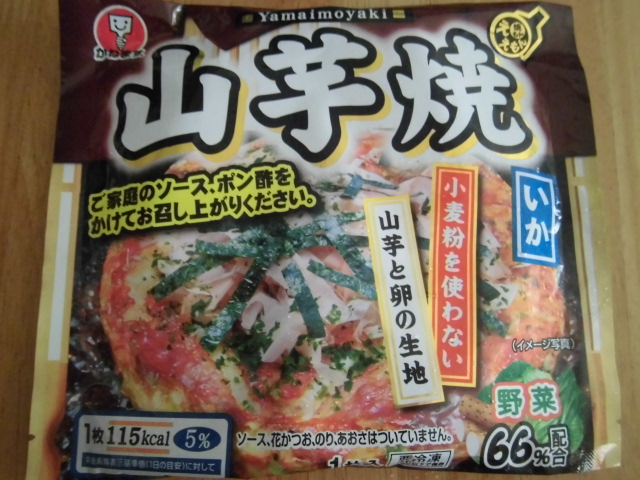 Yamaimoyaki
山芋焼
ご家庭のソース、ポン酢を
かけてお召し上がりください。
いか
小麦粉を使わない
山芋と卵の生地
(イメージ写真)
野菜
66%配合
1枚115kcal 5%
ソース、花かつお、のり、あおさはついていません。
要冷凍